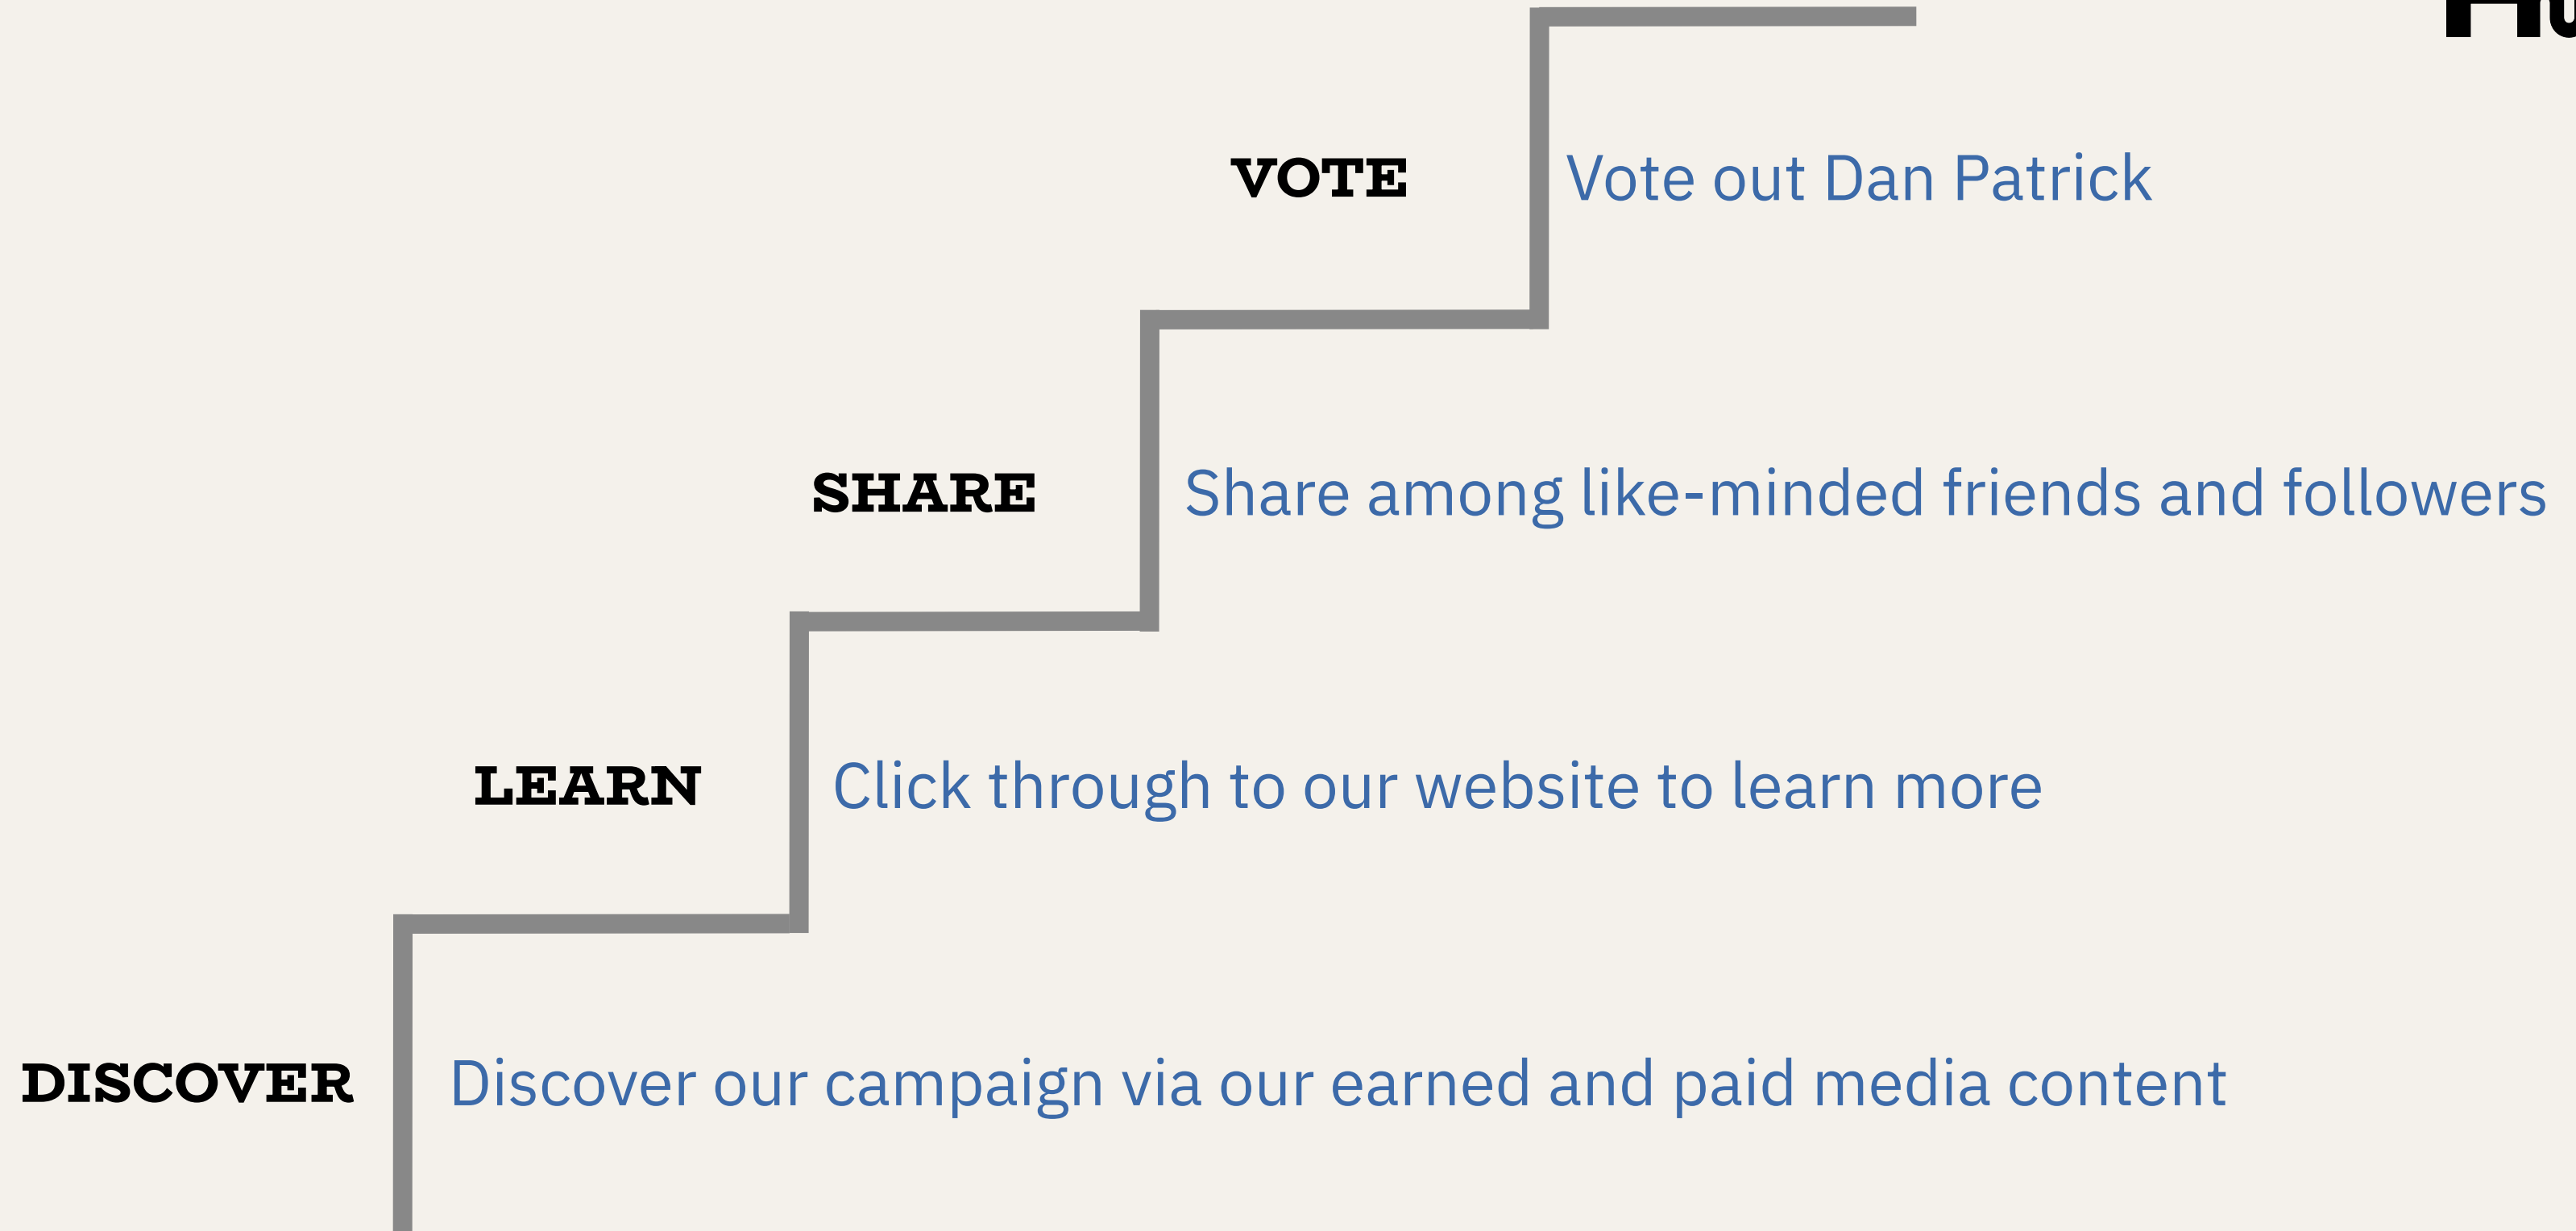 VOTE
Vote out Dan Patrick
SHARE
Share among like-minded friends and followers
LEARN
Click through to our website to learn more
DISCOVER
Discover our campaign via our earned and paid media content